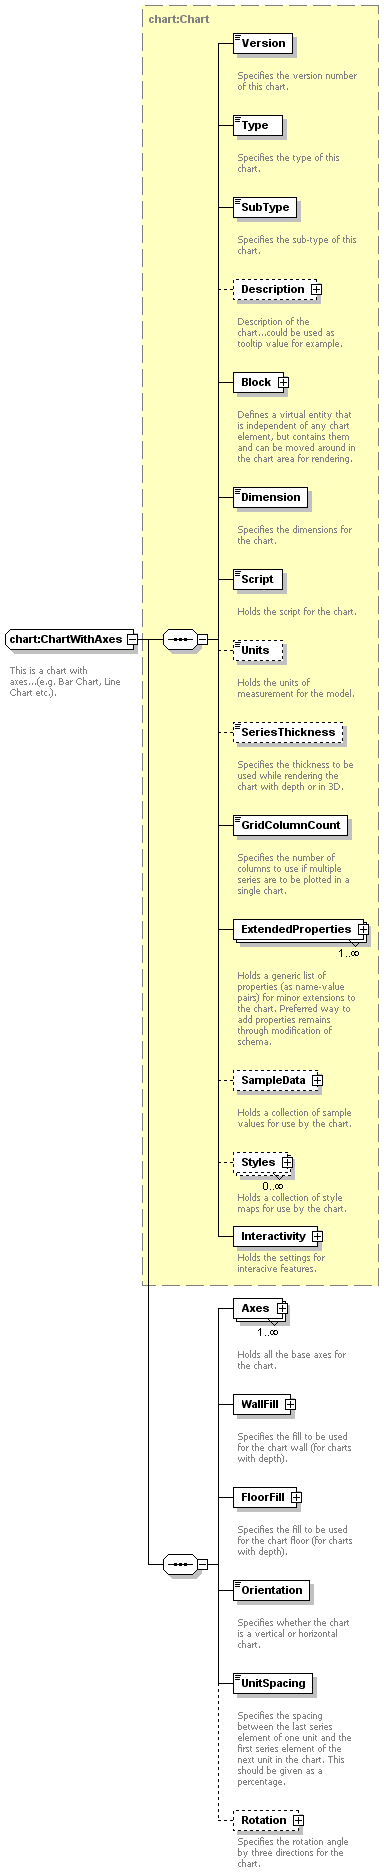 chart:Chart
Version
Specifies the version number
of this chart.
Type
Specifies the type of this
chart.
SubType
Specifies the sub-type of this
chart.
Description
Description of the
chart...could be used as
tooltip value for example.
Block
Defines a virtual entity that
is independent of any chart
element, but contains them
and can be moved around in
the chart area for rendering.
Dimension
Specifies the dimensions for
the chart.
Script
Holds the script for the chart.
chart:ChartWithAxes
This is a chart with
axes...(e.g. Bar Chart, Line
Chart etc.).
Units
Holds the units of
measurement for the model.
SeriesThickness
Specifies the thickness to be
used while rendering the
chart with depth or in 3D.
GridColumnCount
Specifies the number of
columns to use if multiple
series are to be plotted in a
single chart.
ExtendedProperties
1..∞
Holds a generic list of
properties (as name-value
pairs) for minor extensions to
the chart. Preferred way to
add properties remains
through modification of
schema.
SampleData
Holds a collection of sample
values for use by the chart.
Styles
0..∞
Holds a collection of style
maps for use by the chart.
Interactivity
Holds the settings for
interacive features.
Axes
1..∞
Holds all the base axes for
the chart.
WallFill
Specifies the fill to be used
for the chart wall (for charts
with depth).
FloorFill
Specifies the fill to be used
for the chart floor (for charts
with depth).
Orientation
Specifies whether the chart
is a vertical or horizontal
chart.
UnitSpacing
Specifies the spacing
between the last series
element of one unit and the
first series element of the
next unit in the chart. This
should be given as a
percentage.
Rotation
Specifies the rotation angle
by three directions for the
chart.